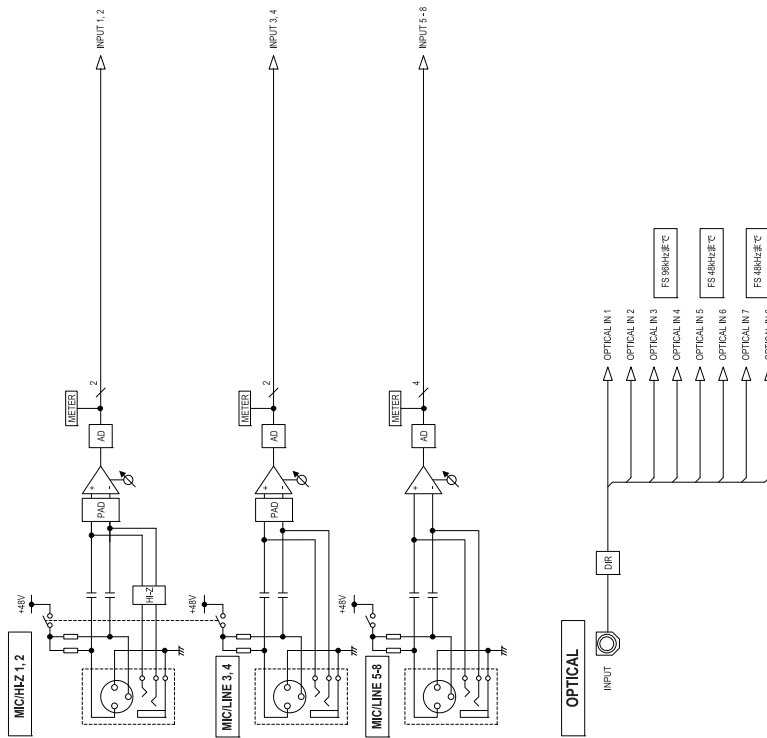 MIC/HI-Z 1, 2
+48V
HI-Z
PAD
+
-
AD
METER
2
INPUT 1, 2
MIC/LINE 3, 4
+48V
PAD
+
-
AD
METER
2
INPUT 3, 4
MIC/LINE 5-8
+48V
+
-
AD
METER
4
INPUT 5 - 8
OPTICAL
INPUT
DIR
OPTICAL IN 1
OPTICAL IN 2
OPTICAL IN 3
OPTICAL IN 4
OPTICAL IN 5
OPTICAL IN 6
OPTICAL IN 7
FS 96kHzまで
FS 48kHzまで
FS 48kHzまで